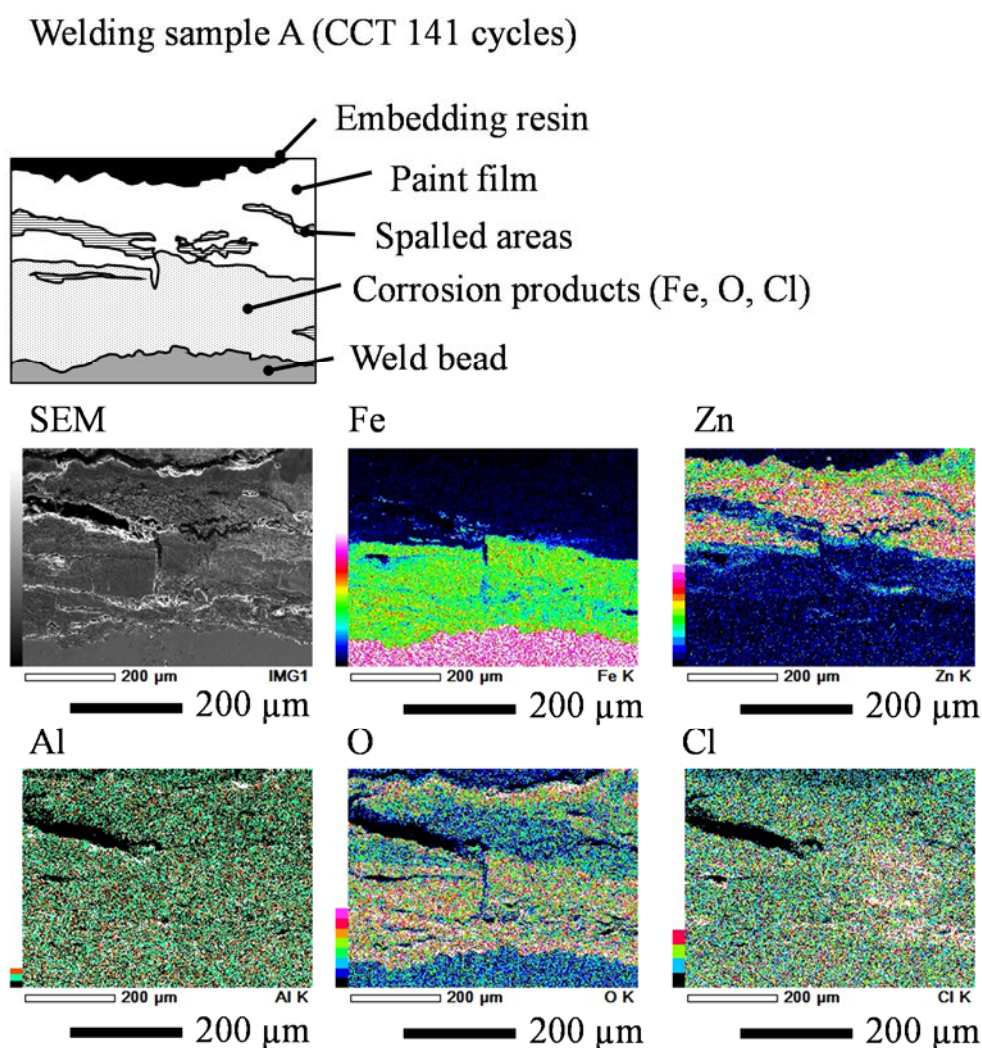 Welding sample A (CCT 141 cycles)
Embedding resin
Paint film
Spalled areas
Corrosion products (Fe, O, Cl)
Weld bead
SEM Fe Zn
200 μm IMG1 200 μm Fe K 200 μm Zn K
200 μm 200 μm 200 μm
Al O Cl
200 μm Al K 200 μm O K 200 μm Cl K
200 μm 200 μm 200 μm